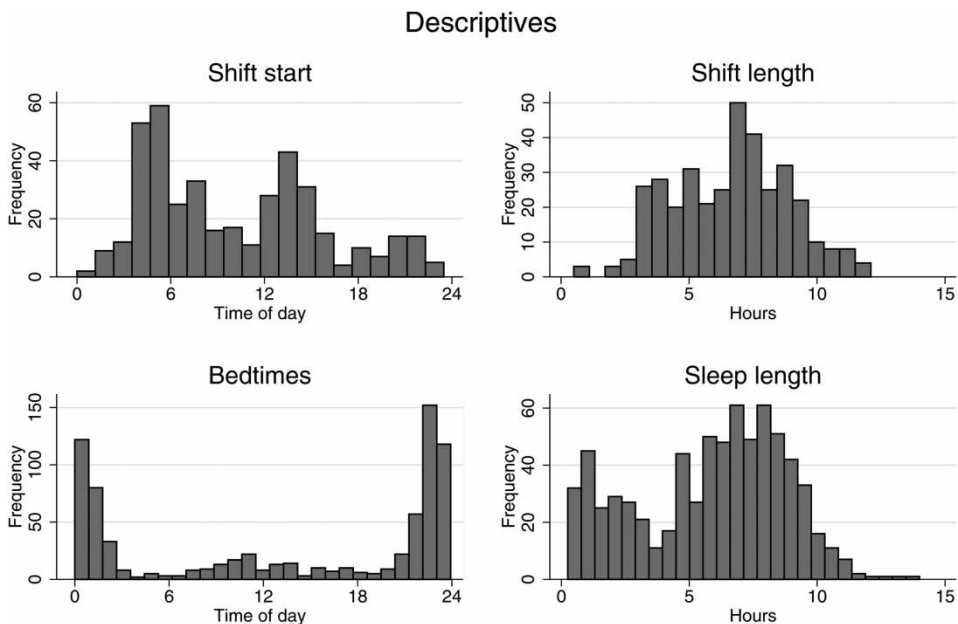 Descriptives
Shift start
Frequency
60
40
20
0
0 6 12 18 24
Time of day
Shift length
Frequency
50
40
30
20
10
0
0 5 10 15
Hours
Bedtimes
Frequency
150
100
50
0
0 6 12 18 24
Time of day
Sleep length
Frequency
60
40
20
0
0 5 10 15
Hours